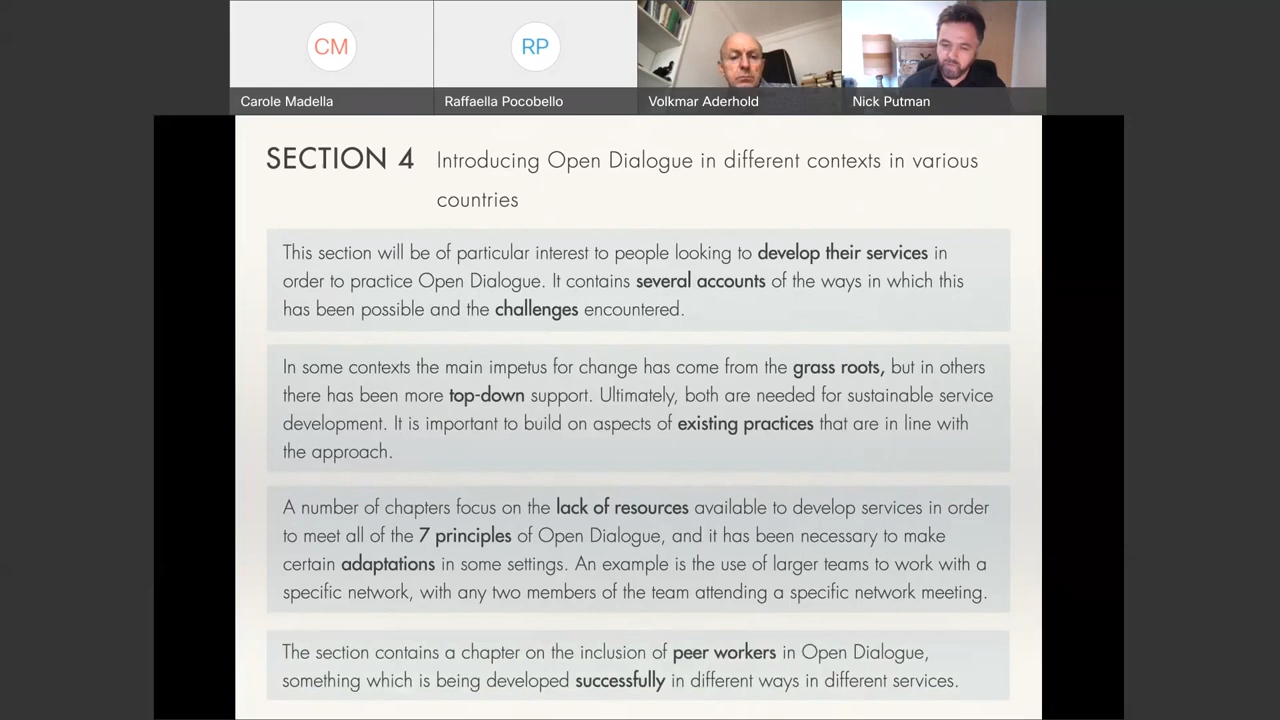 CM
RP
Carole Madella
Raffaella Pocobello
Volkmar Aderhold
Nick Putman
SECTION 4
Introducing Open Dialogue in different contexts in various
countries
This section will be of particular interest to people looking to develop their services in
order to practice Open Dialogue. It contains several accounts of the ways in which this
has been possible and the challenges encountered.
In some contexts the main impetus for change has come from the grass roots, but in others
there has been more top-down support. Ultimately, both are needed for sustainable service
development. It is important to build on aspects of existing practices that are in line with
the approach.
A number of chapters focus on the lack of resources available to develop services in order
to meet all of the 7 principles of Open Dialogue, and it has been necessary to make
certain adaptations in some settings. An example is the use of larger teams to work with a
specific network, with any two members of the team attending a specific network meeting.
The section contains a chapter on the inclusion of peer workers in Open Dialogue,
something which is being developed successfully in different ways in different services.